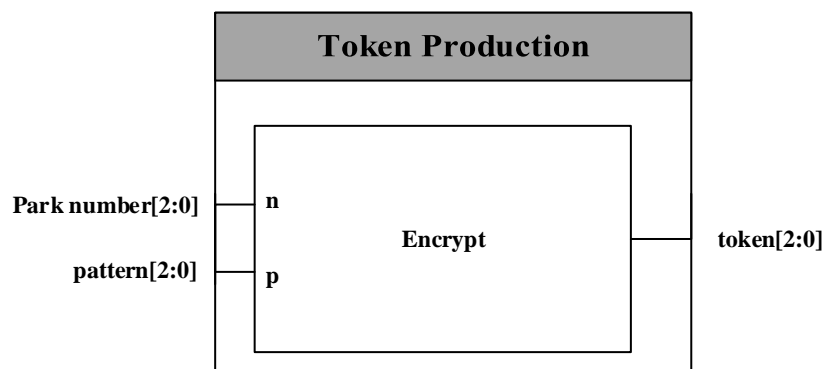 Token Production
Park number[2:0]
n
Encrypt
token[2:0]
pattern[2:0]
p